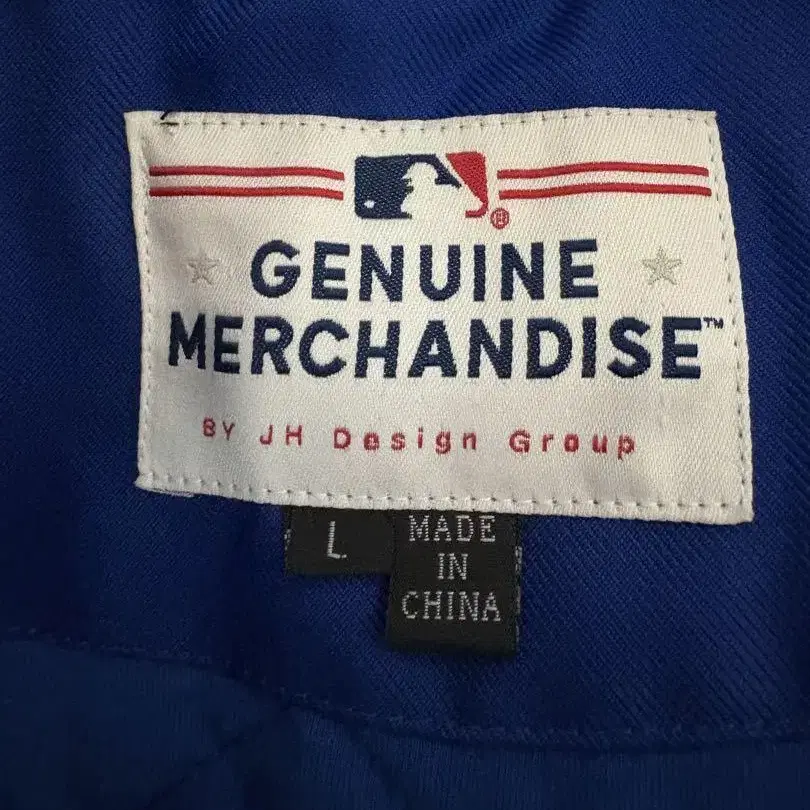 ®
GENUINE
MERCHANDISE™
BY JH Design Group
L
MADE
IN
CHINA